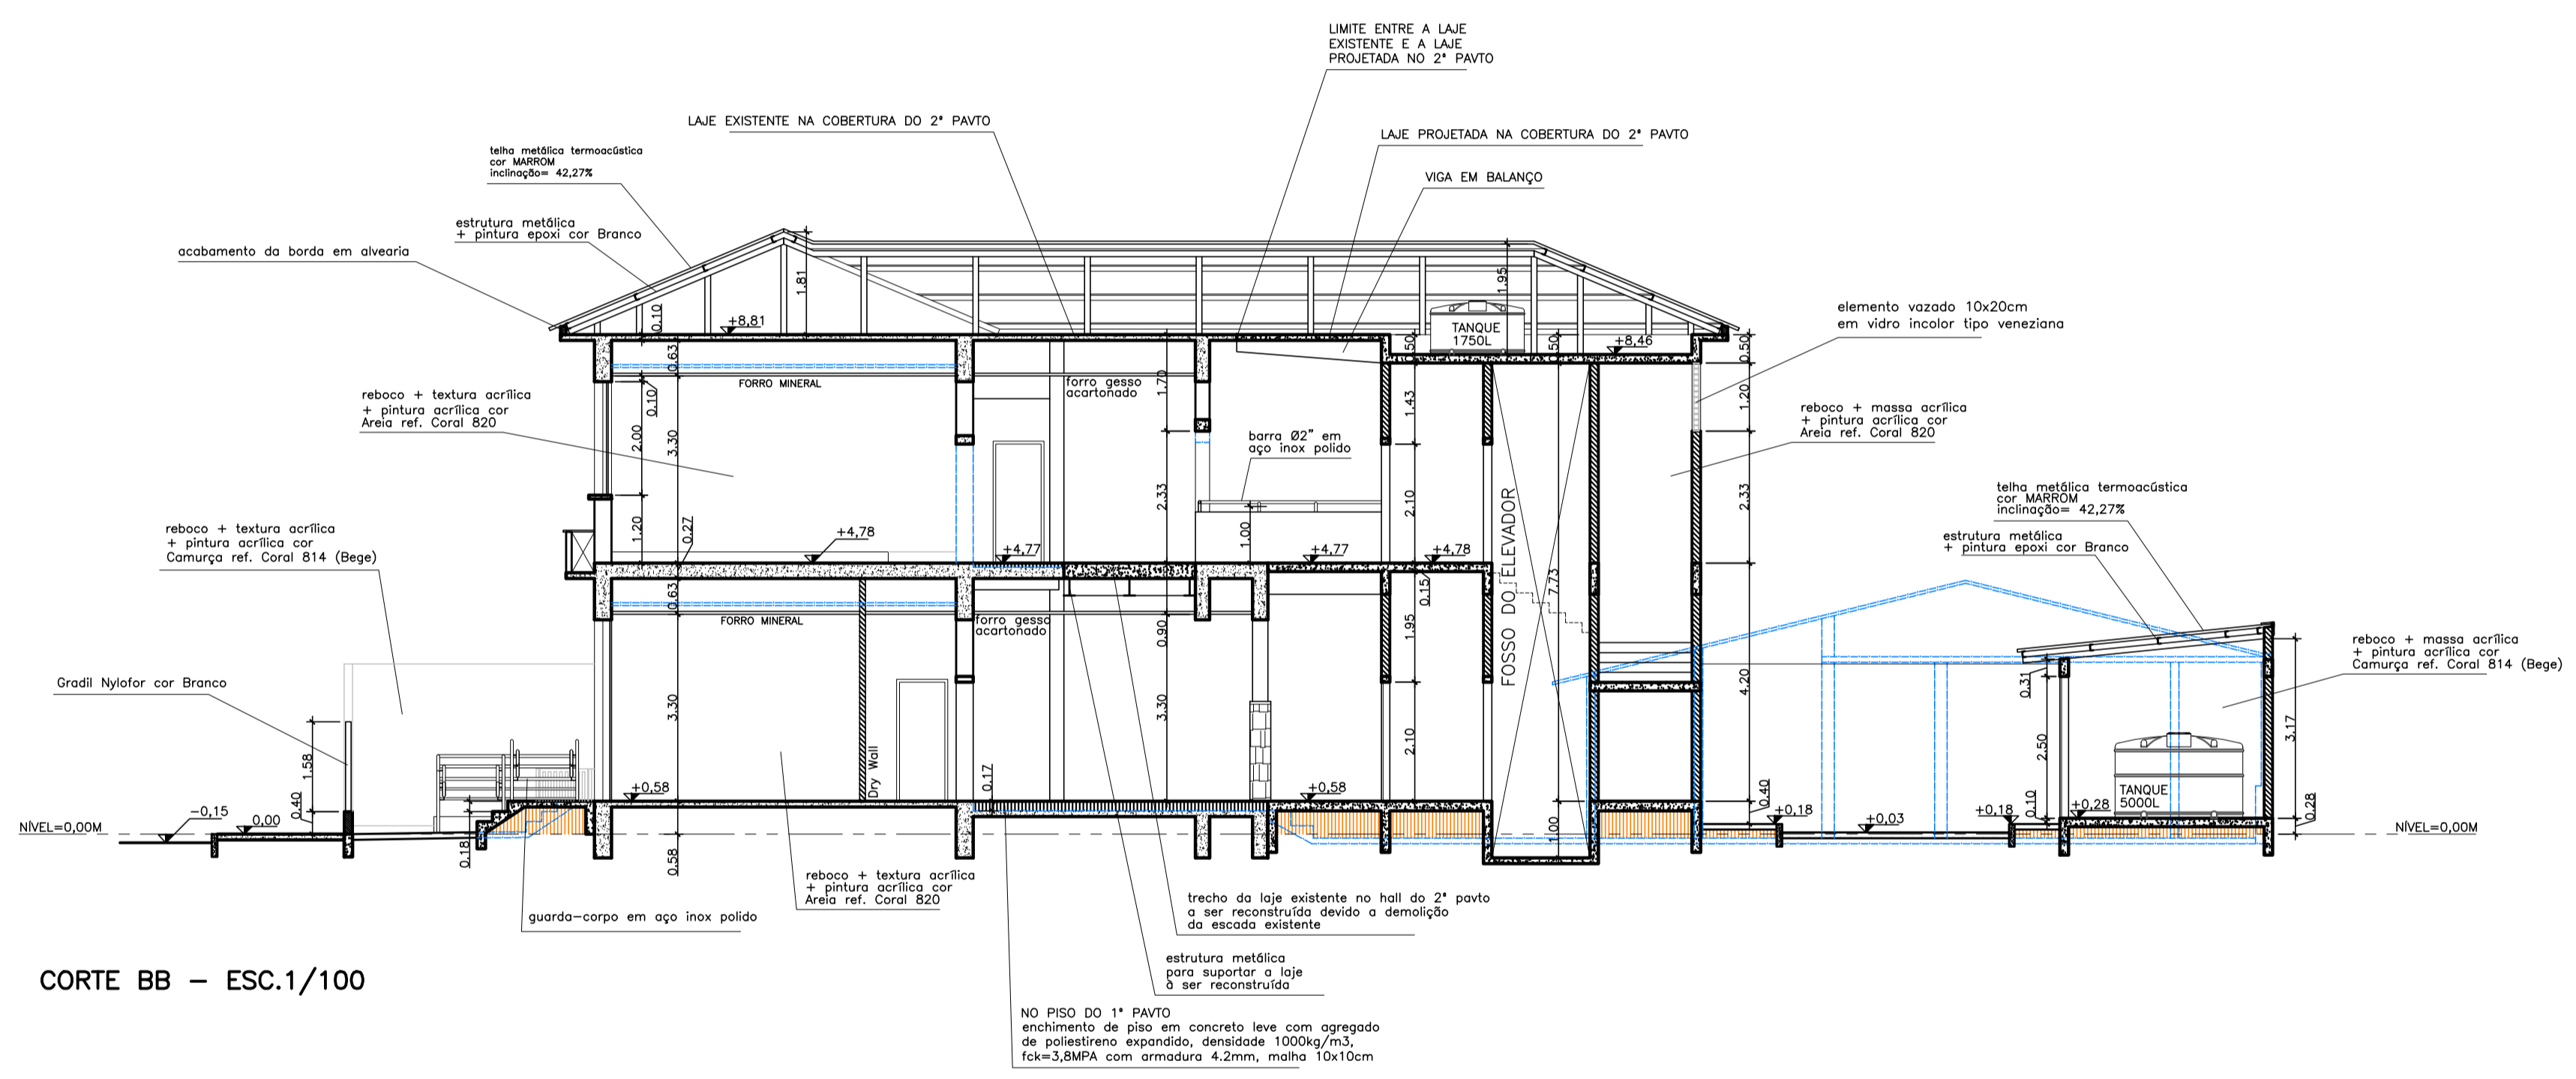 LIMITE ENTRE A LAJE
EXISTENTE E A LAJE
PROJETADA NO 2° PAVTO
LAJE EXISTENTE NA COBERTURA DO 2° PAVTO
LAJE PROJETADA NA COBERTURA DO 2° PAVTO
VIGA EM BALANÇO
telha metálica termoacústica
cor MARROM
inclinação= 42,27%
estrutura metálica
+ pintura epoxi cor Branco
acabamento da borda em alvearia
1.81
1.95
0.10
+8,81
TANQUE
1750L
+8,46
0.50
0.50
0.50
elemento vazado 10x20cm
em vidro incolor tipo veneziana
0.63
FORRO MINERAL
forro gesso
acartonado
1.70
1.43
1.20
0.10
reboco + textura acrílica
+ pintura acrílica cor
Areia ref. Coral 820
2.00
3.30
barra Ø2" em
aço inox polido
reboco + massa acrílica
+ pintura acrílica cor
Areia ref. Coral 820
2.33
2.10
2.33
1.20
0.27
1.00
+4,78
+4,77
+4,77
+4,78
FOSSO DO ELEVADOR
7.73
telha metálica termoacústica
cor MARROM
inclinação= 42,27%
estrutura metálica
+ pintura epoxi cor Branco
reboco + textura acrílica
+ pintura acrílica cor
Camurça ref. Coral 814 (Bege)
0.63
FORRO MINERAL
forro gesso
acartonado
0.90
0.15
1.95
reboco + massa acrílica
+ pintura acrílica cor
Camurça ref. Coral 814 (Bege)
Gradil Nylofor cor Branco
1.58
0.40
3.30
Dry Wall
0.17
3.30
2.10
4.20
0.31
2.50
3.17
TANQUE
5000L
+0,58
+0,58
0.40
+0,18
+0,03
+0,18
0.10
+0,28
0.28
NÍVEL=0,00M
-0,15
0,00
0.18
0.58
1.00
NÍVEL=0,00M
reboco + textura acrílica
+ pintura acrílica cor
Areia ref. Coral 820
guarda-corpo em aço inox polido
trecho da laje existente no hall do 2° pavto
a ser reconstruída devido a demolição
da escada existente
estrutura metálica
para suportar a laje
à ser reconstruída
NO PISO DO 1° PAVTO
enchimento de piso em concreto leve com agregado
de poliestireno expandido, densidade 1000kg/m3,
fck=3,8MPA com armadura 4.2mm, malha 10x10cm
CORTE BB - ESC.1/100